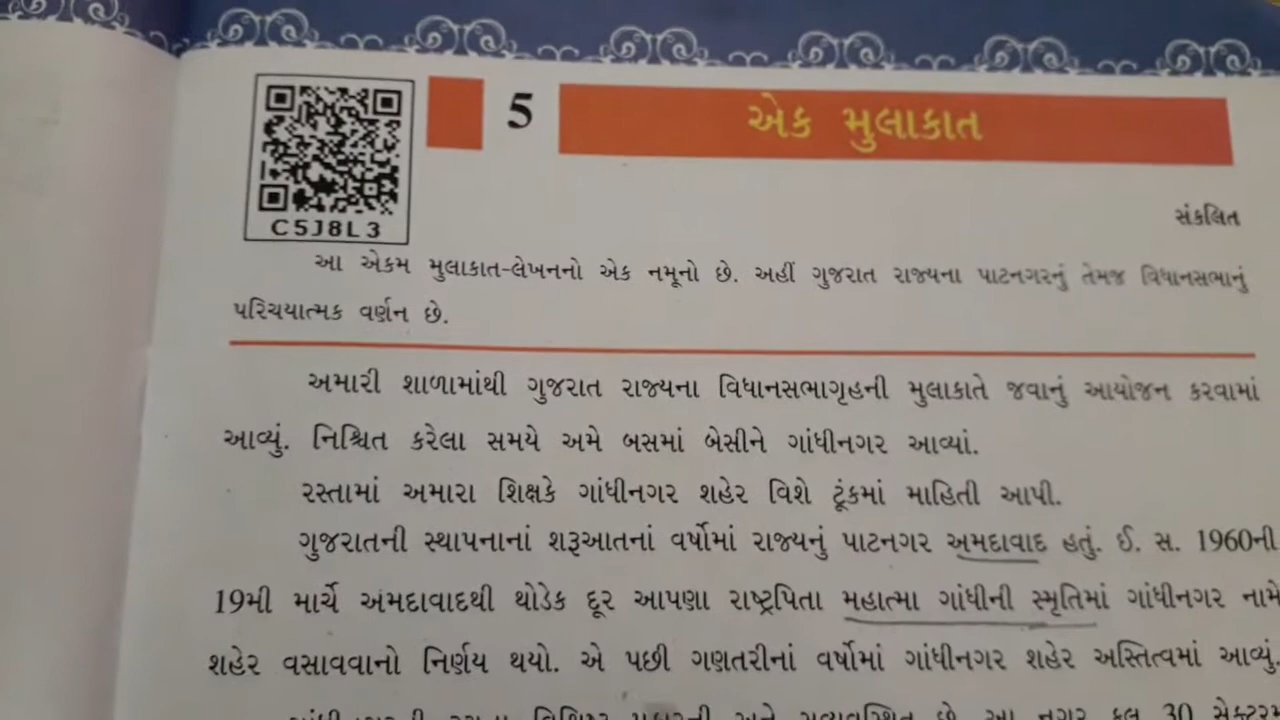 5
એક મુલાકાત
C5J8L3
સંકલિત
આ એકમ મુલાકાત-લેખનનો એક નમૂનો છે. અહીં ગુજરાત રાજ્યના પાટનગરનું તેમજ વિધાનસભાનું
પરિચયાત્મક વર્ણન છે.
અમારી શાળામાંથી ગુજરાત રાજ્યના વિધાનસભાગૃહની મુલાકાતે જવાનું આયોજન કરવામાં
આવ્યું. નિશ્ચિત કરેલા સમયે અમે બસમાં બેસીને ગાંધીનગર આવ્યાં.
રસ્તામાં અમારા શિક્ષકે ગાંધીનગર શહેર વિશે ટૂંકમાં માહિતી આપી.
ગુજરાતની સ્થાપનાનાં શરૂઆતનાં વર્ષોમાં રાજ્યનું પાટનગર અમદાવાદ હતું. ઈ. સ. 1960ની
19મી માર્ચે અમદાવાદથી થોડેક દૂર આપણા રાષ્ટ્રપિતા મહાત્મા ગાંધીની સ્મૃતિમાં ગાંધીનગર નામે
શહેર વસાવવાનો નિર્ણય થયો. એ પછી ગણતરીનાં વર્ષોમાં ગાંધીનગર શહેર અસ્તિત્વમાં આવ્યું.
છે. આ નગર કુલ 30 સેક્ટરમાં